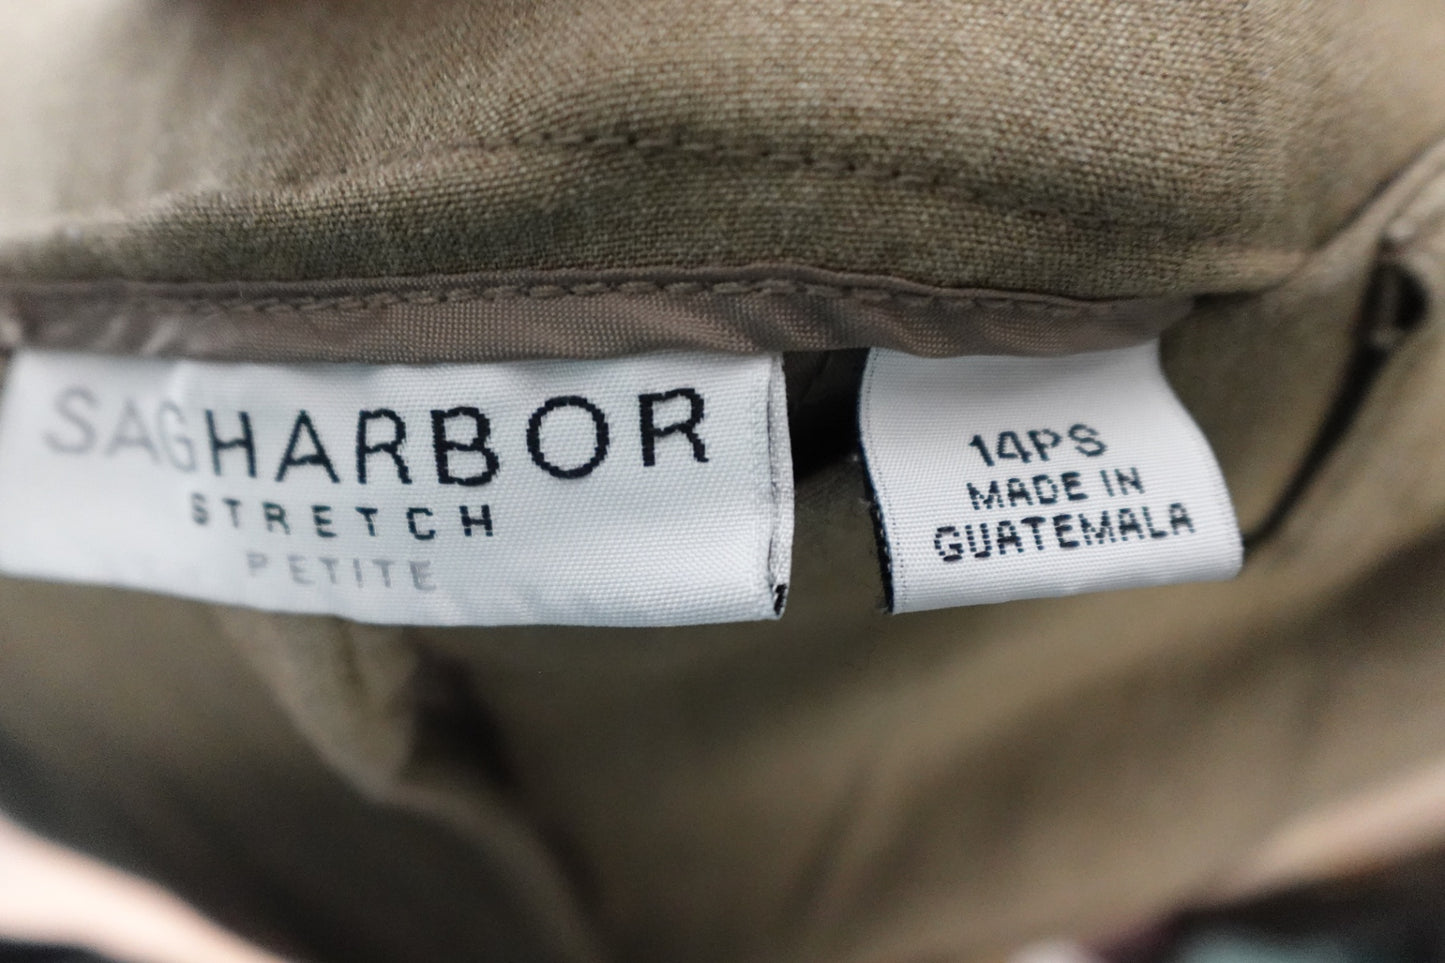 SAGHARBOR
STRETCH
PETITE
14PS
MADE IN
GUATEMALA